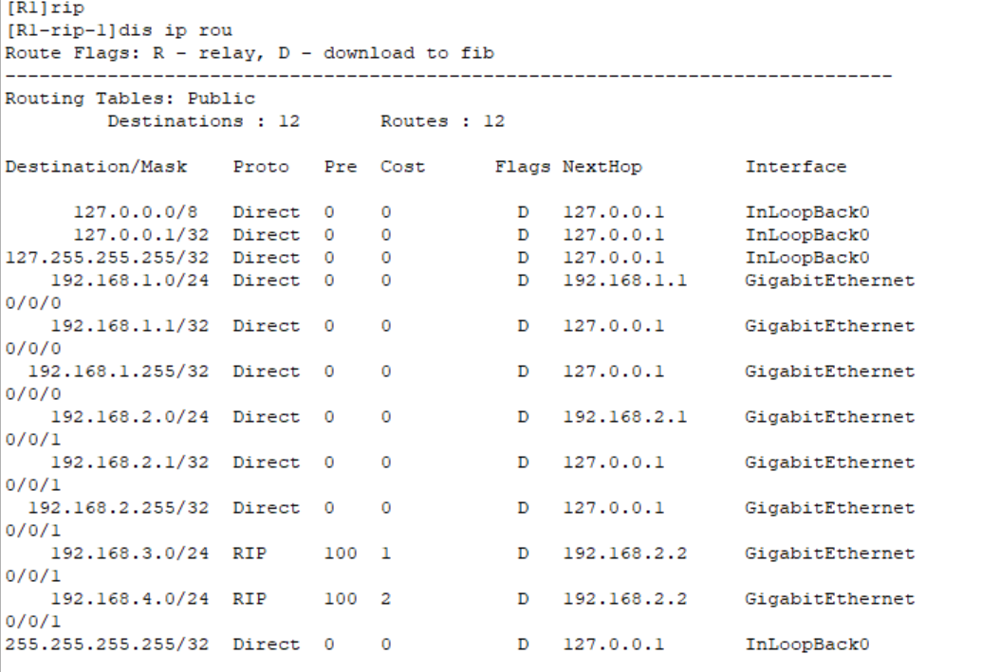 [R1]rip
[R1-rip-1]dis ip rou
Route Flags: R - relay, D - download to fib
------------------------------------------------------------------------------
Routing Tables: Public
         Destinations : 12       Routes : 12

Destination/Mask    Proto   Pre  Cost      Flags NextHop         Interface

      127.0.0.0/8   Direct  0    0           D   127.0.0.1       InLoopBack0
      127.0.0.1/32  Direct  0    0           D   127.0.0.1       InLoopBack0
127.255.255.255/32  Direct  0    0           D   127.0.0.1       InLoopBack0
    192.168.1.0/24  Direct  0    0           D   192.168.1.1     GigabitEthernet
0/0/0
    192.168.1.1/32  Direct  0    0           D   127.0.0.1       GigabitEthernet
0/0/0
  192.168.1.255/32  Direct  0    0           D   127.0.0.1       GigabitEthernet
0/0/0
    192.168.2.0/24  Direct  0    0           D   192.168.2.1     GigabitEthernet
0/0/1
    192.168.2.1/32  Direct  0    0           D   127.0.0.1       GigabitEthernet
0/0/1
  192.168.2.255/32  Direct  0    0           D   127.0.0.1       GigabitEthernet
0/0/1
    192.168.3.0/24  RIP     100  1           D   192.168.2.2     GigabitEthernet
0/0/1
    192.168.4.0/24  RIP     100  2           D   192.168.2.2     GigabitEthernet
0/0/1
255.255.255.255/32  Direct  0    0           D   127.0.0.1       InLoopBack0